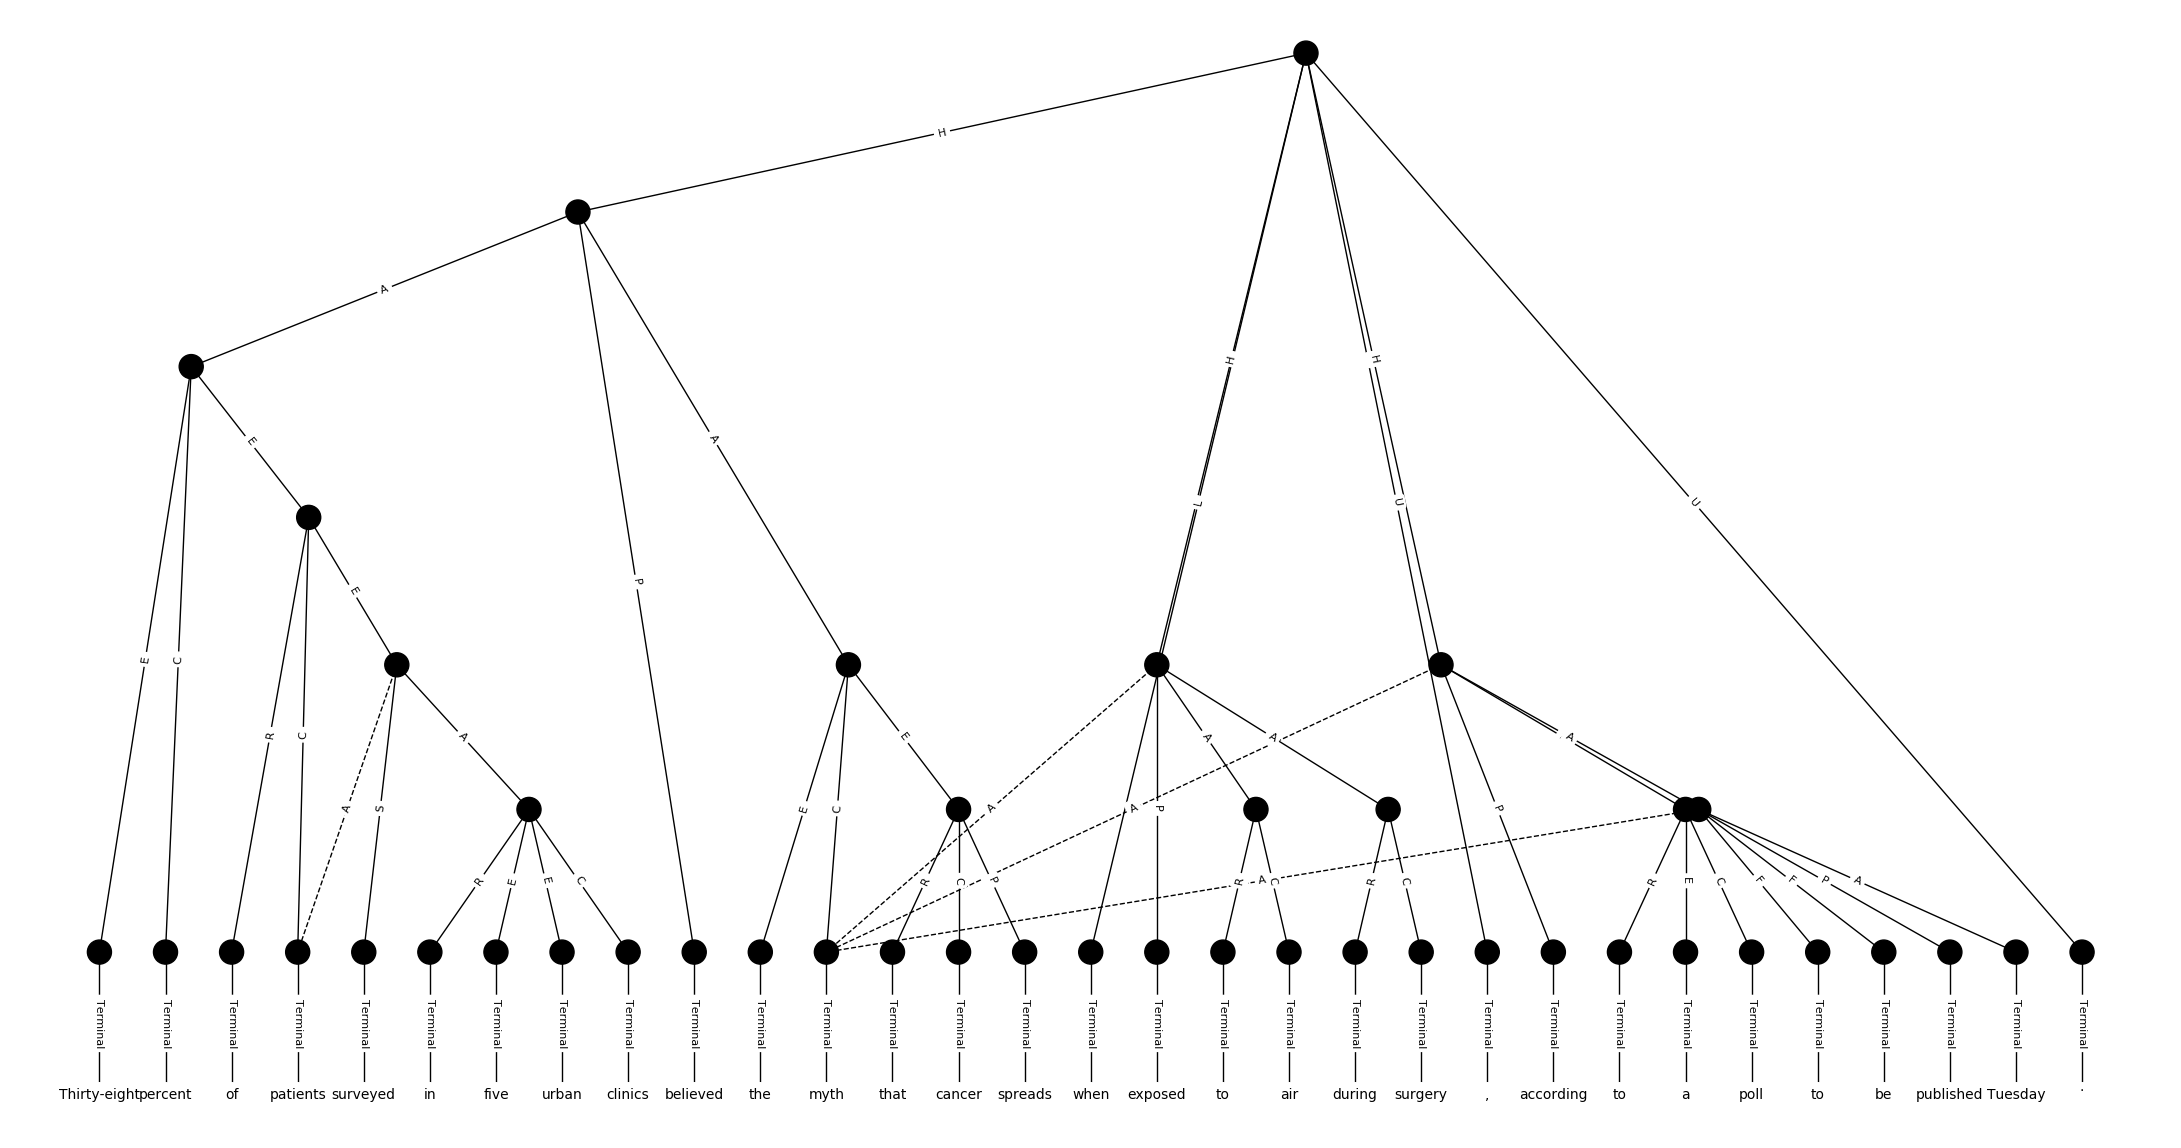 H
A
H
H
A
E
L
U
U
P
E
E
C
R
C
A
A
A
A
E
A
S
E
C
A
A
P
P
R
E
E
C
R
C
P
R
C
A
R
C
R
E
C
F
F
P
A
Terminal Terminal Terminal Terminal Terminal Terminal Terminal Terminal Terminal Terminal Terminal Terminal Terminal Terminal Terminal Terminal Terminal Terminal Terminal Terminal Terminal Terminal Terminal Terminal Terminal Terminal Terminal Terminal Terminal Terminal Terminal
Thirty-eight percent of patients surveyed in five urban clinics believed the myth that cancer spreads when exposed to air during surgery , according to a poll to be published Tuesday .